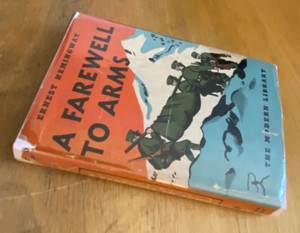 ERNEST HEMINGWAY
A FAREWELL
TO ARMS
THE MODERN LIBRARY